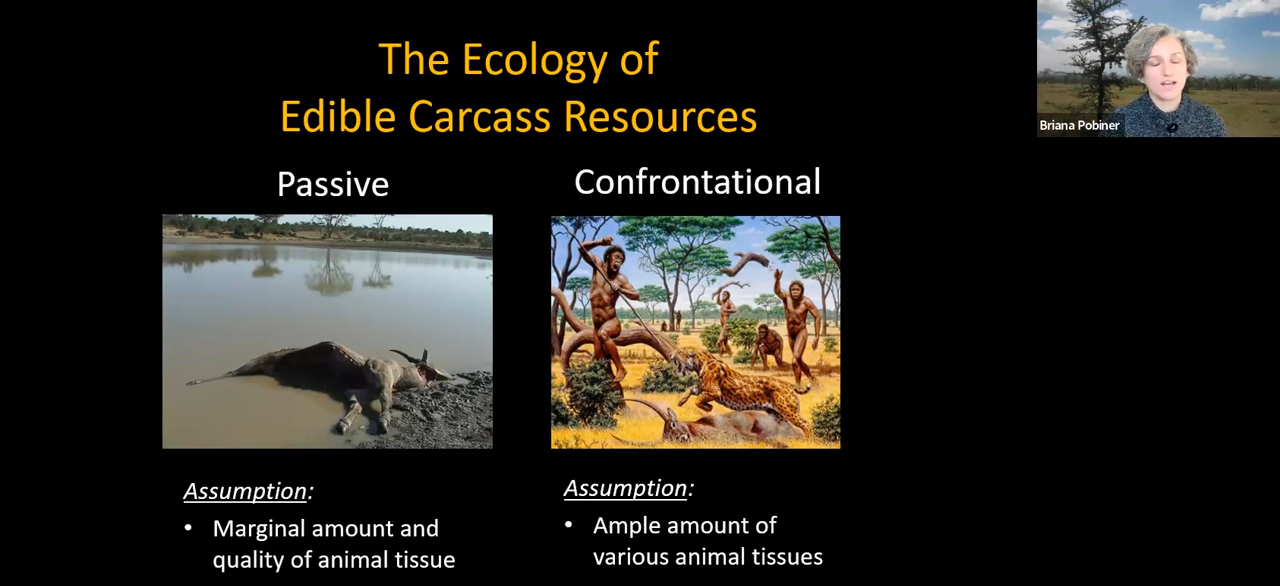 The Ecology of
Edible Carcass Resources
Briana Pobiner
Passive
Confrontational
Assumption:
• Marginal amount and
quality of animal tissue
Assumption:
• Ample amount of
various animal tissues